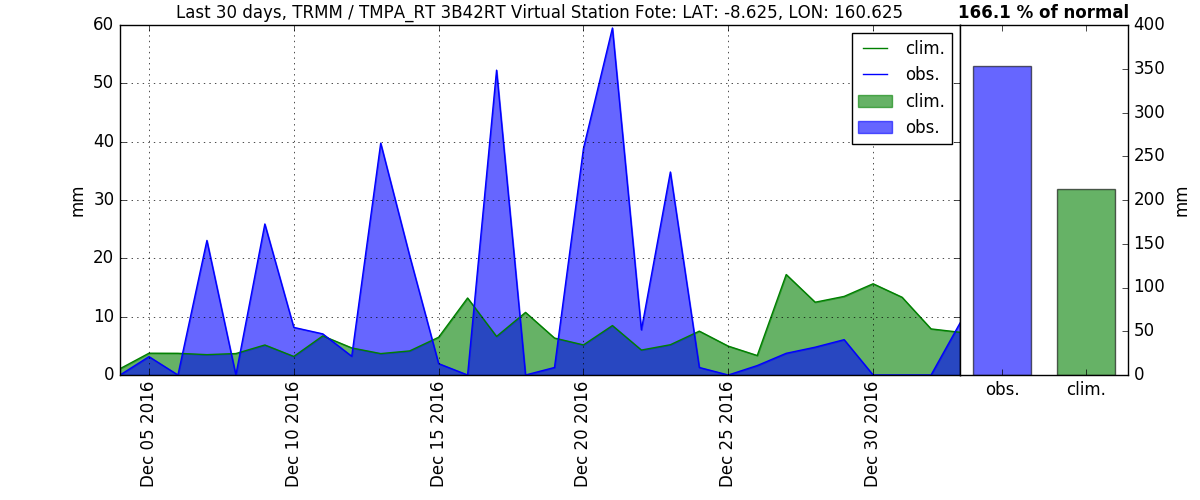 Last 30 days, TRMM / TMPA_RT 3B42RT Virtual Station Fote: LAT: -8.625, LON: 160.625
166.1 % of normal
60
50
40
30
20
10
0
mm
clim.
obs.
clim.
obs.
400
350
300
250
200
150
100
50
0
mm
Dec 05 2016
Dec 10 2016
Dec 15 2016
Dec 20 2016
Dec 25 2016
Dec 30 2016
obs.
clim.